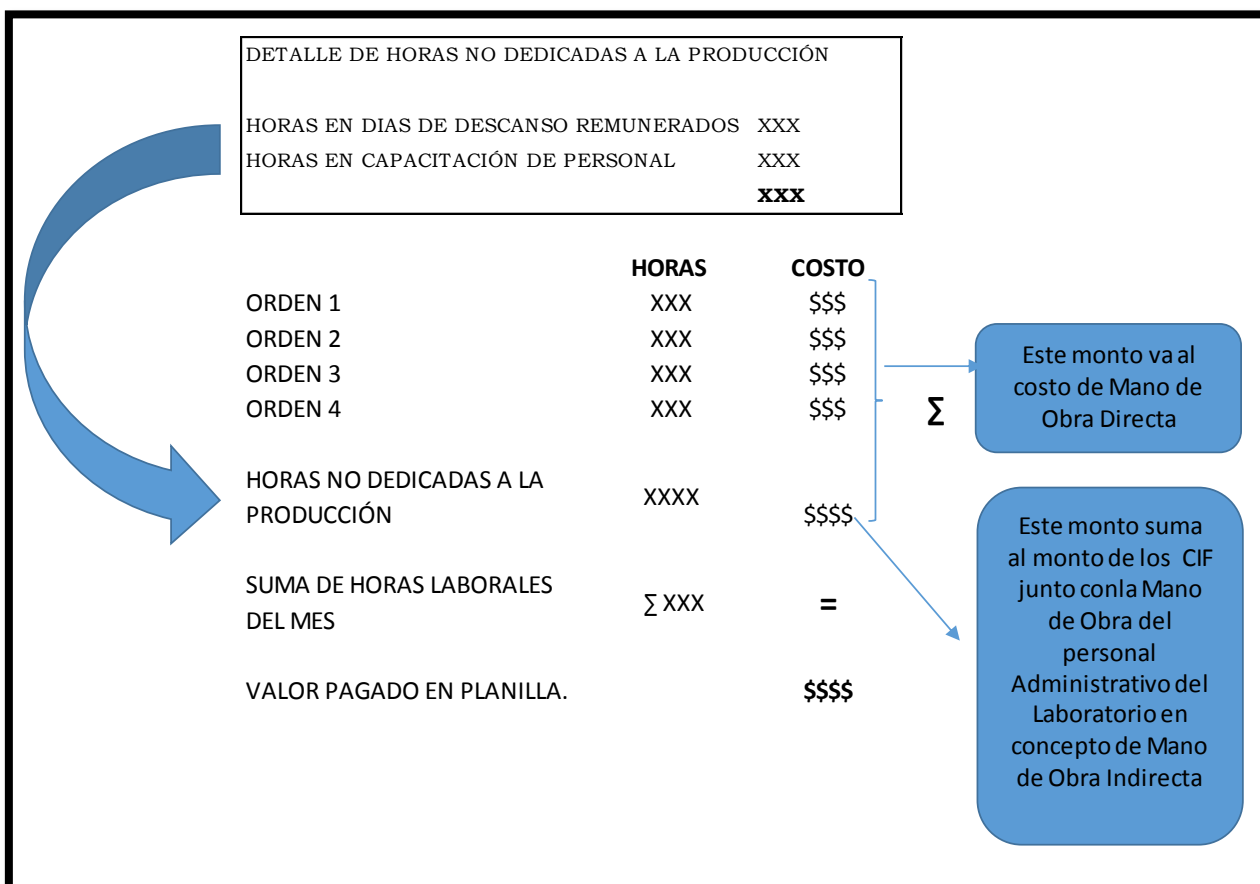 DETALLE DE HORAS NO DEDICADAS A LA PRODUCCIÓN
HORAS EN DIAS DE DESCANSO REMUNERADOS XXX
HORAS EN CAPACITACIÓN DE PERSONAL XXX
XXX
HORAS COSTO
ORDEN 1 XXX $$$
ORDEN 2 XXX $$$
ORDEN 3 XXX $$$
ORDEN 4 XXX $$$
∑
Este monto va al
costo de Mano de
Obra Directa
HORAS NO DEDICADAS A LA
PRODUCCIÓN XXXX $$$$
SUMA DE HORAS LABORALES
DEL MES ∑ XXX =
VALOR PAGADO EN PLANILLA. $$$$
Este monto suma
al monto de los CIF
junto conla Mano
de Obra del
personal
Administrativo del
Laboratorio en
concepto de Mano
de Obra Indirecta